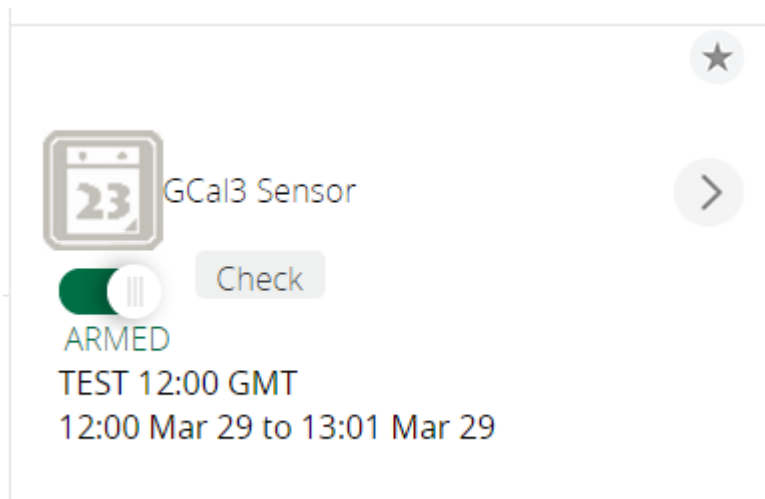 23
GCal3 Sensor
Check
ARMED
TEST 12:00 GMT
12:00 Mar 29 to 13:01 Mar 29